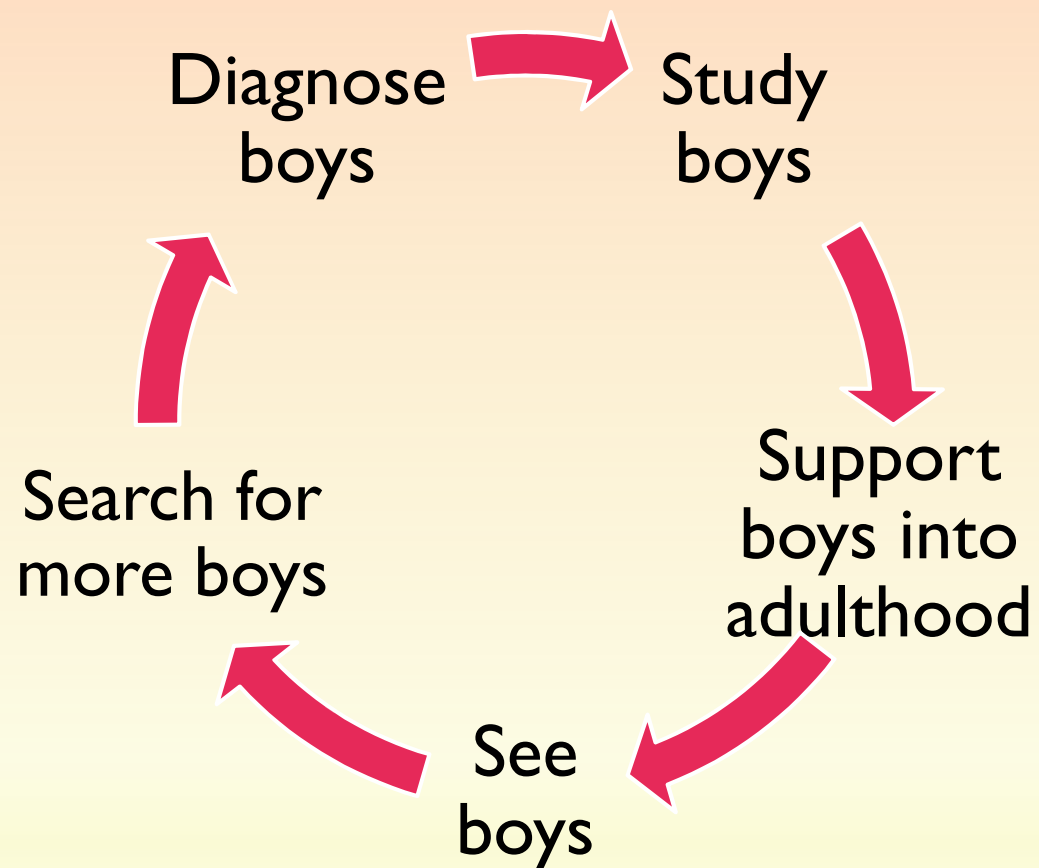 Diagnose
boys
Study
boys
Support
boys into
adulthood
See
boys
Search for
more boys